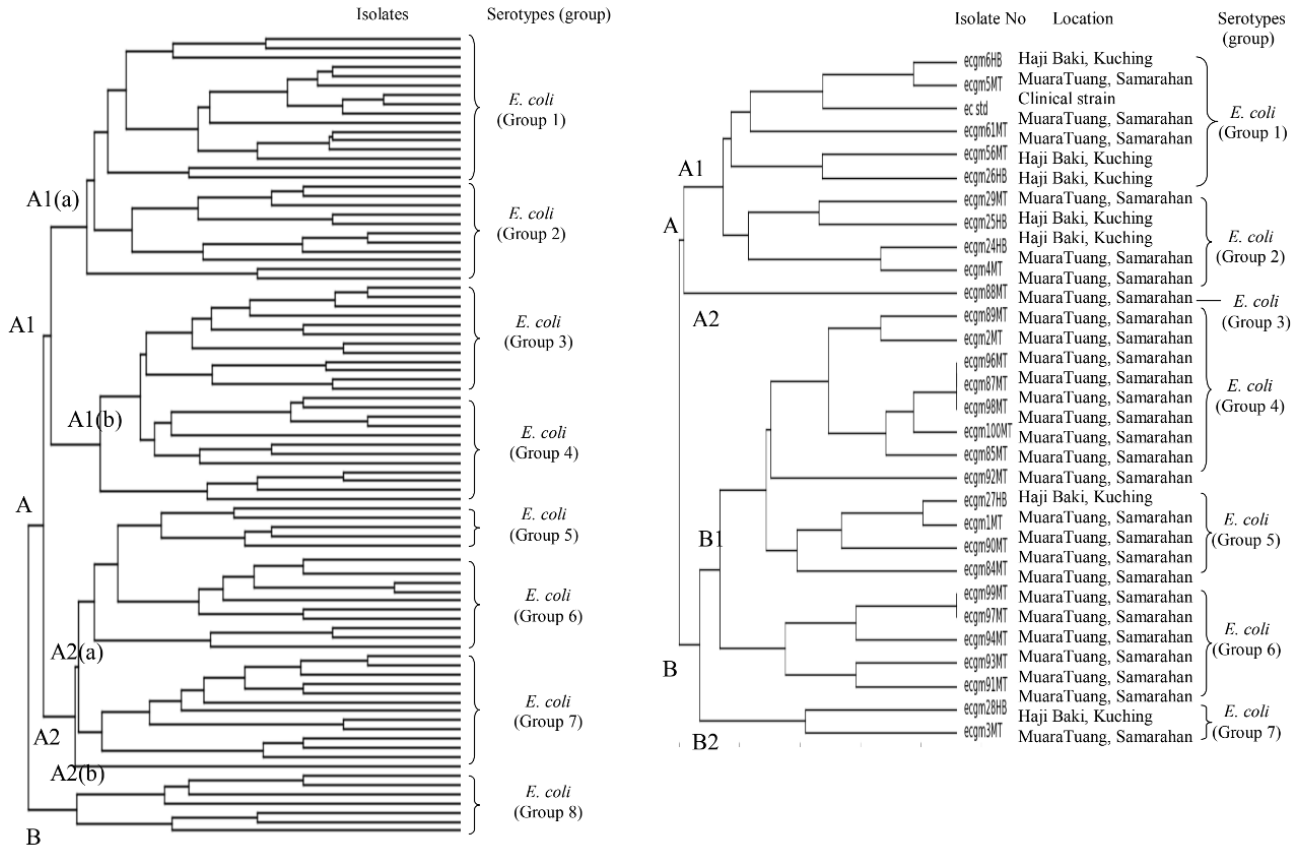 Isolates Serotypes (group)
E. coli
(Group 1)
A1(a)
E. coli
(Group 2)
A1
E. coli
(Group 3)
A1(b)
E. coli
(Group 4)
A
E. coli
(Group 5)
E. coli
(Group 6)
A2(a)
E. coli
(Group 7)
A2
A2(b)
E. coli
(Group 8)
B
Isolate No Location Serotypes
(group)
ecgm6HB Haji Baki, Kuching
ecgm5MT MuaraTuang, Samarahan
ec std Clinical strain
E. coli
(Group 1)
ecgm61MT MuaraTuang, Samarahan
MuaraTuang, Samarahan
ecgm56MT Haji Baki, Kuching
A1
ecgm26HB Haji Baki, Kuching
ecgm29MT MuaraTuang, Samarahan
ecgm25HB Haji Baki, Kuching
A
E. coli
(Group 2)
ecgm24HB Haji Baki, Kuching
MuaraTuang, Samarahan
ecgm4MT MuaraTuang, Samarahan
ecgm88MT MuaraTuang, Samarahan
E. coli
(Group 3)
A2
ecgm89MT MuaraTuang, Samarahan
ecgm2MT MuaraTuang, Samarahan
ecgm96MT MuaraTuang, Samarahan
ecgm87MT MuaraTuang, Samarahan
E. coli
(Group 4)
ecgm98MT MuaraTuang, Samarahan
MuaraTuang, Samarahan
ecgm100MT MuaraTuang, Samarahan
ecgm85MT MuaraTuang, Samarahan
ecgm92MT MuaraTuang, Samarahan
ecgm27HB Haji Baki, Kuching
ecgm1MT MuaraTuang, Samarahan
E. coli
(Group 5)
B1
ecgm90MT MuaraTuang, Samarahan
MuaraTuang, Samarahan
ecgm84MT MuaraTuang, Samarahan
ecgm99MT MuaraTuang, Samarahan
ecgm97MT MuaraTuang, Samarahan
E. coli
(Group 6)
ecgm94MT MuaraTuang, Samarahan
B
ecgm93MT MuaraTuang, Samarahan
MuaraTuang, Samarahan
ecgm91MT MuaraTuang, Samarahan
ecgm28HB Haji Baki, Kuching
E. coli
(Group 7)
ecgm3MT MuaraTuang, Samarahan
B2